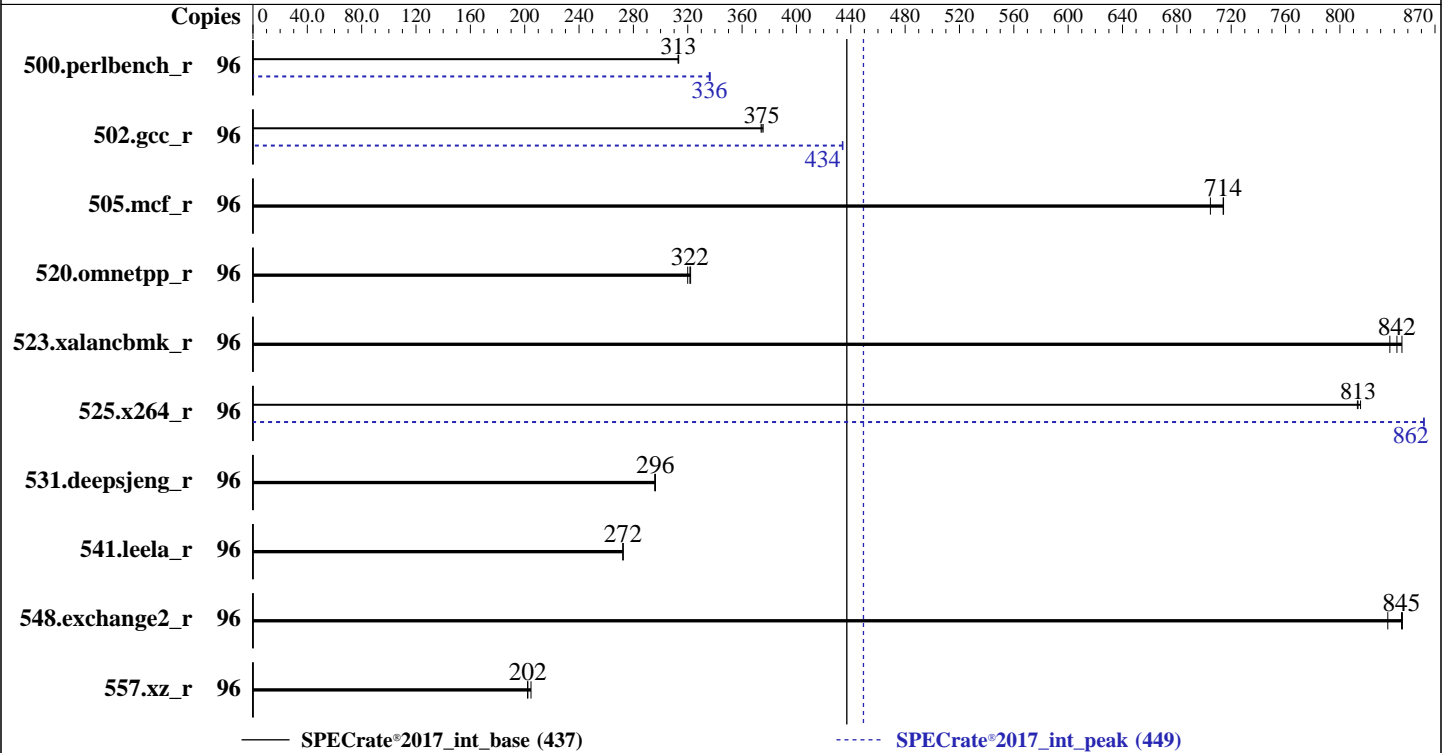 Copies 0 40.0 80.0 120 160 200 240 280 320 360 400 440 480 520 560 600 640 680 720 760 800 870
500.perlbench_r 96 313
336
502.gcc_r 96 375
434
505.mcf_r 96 714
520.omnetpp_r 96 322
523.xalancbmk_r 96 842
525.x264_r 96 813
862
531.deepsjeng_r 96 296
541.leela_r 96 272
548.exchange2_r 96 845
557.xz_r 96 202
SPECrate®2017_int_base (437) SPECrate®2017_int_peak (449)